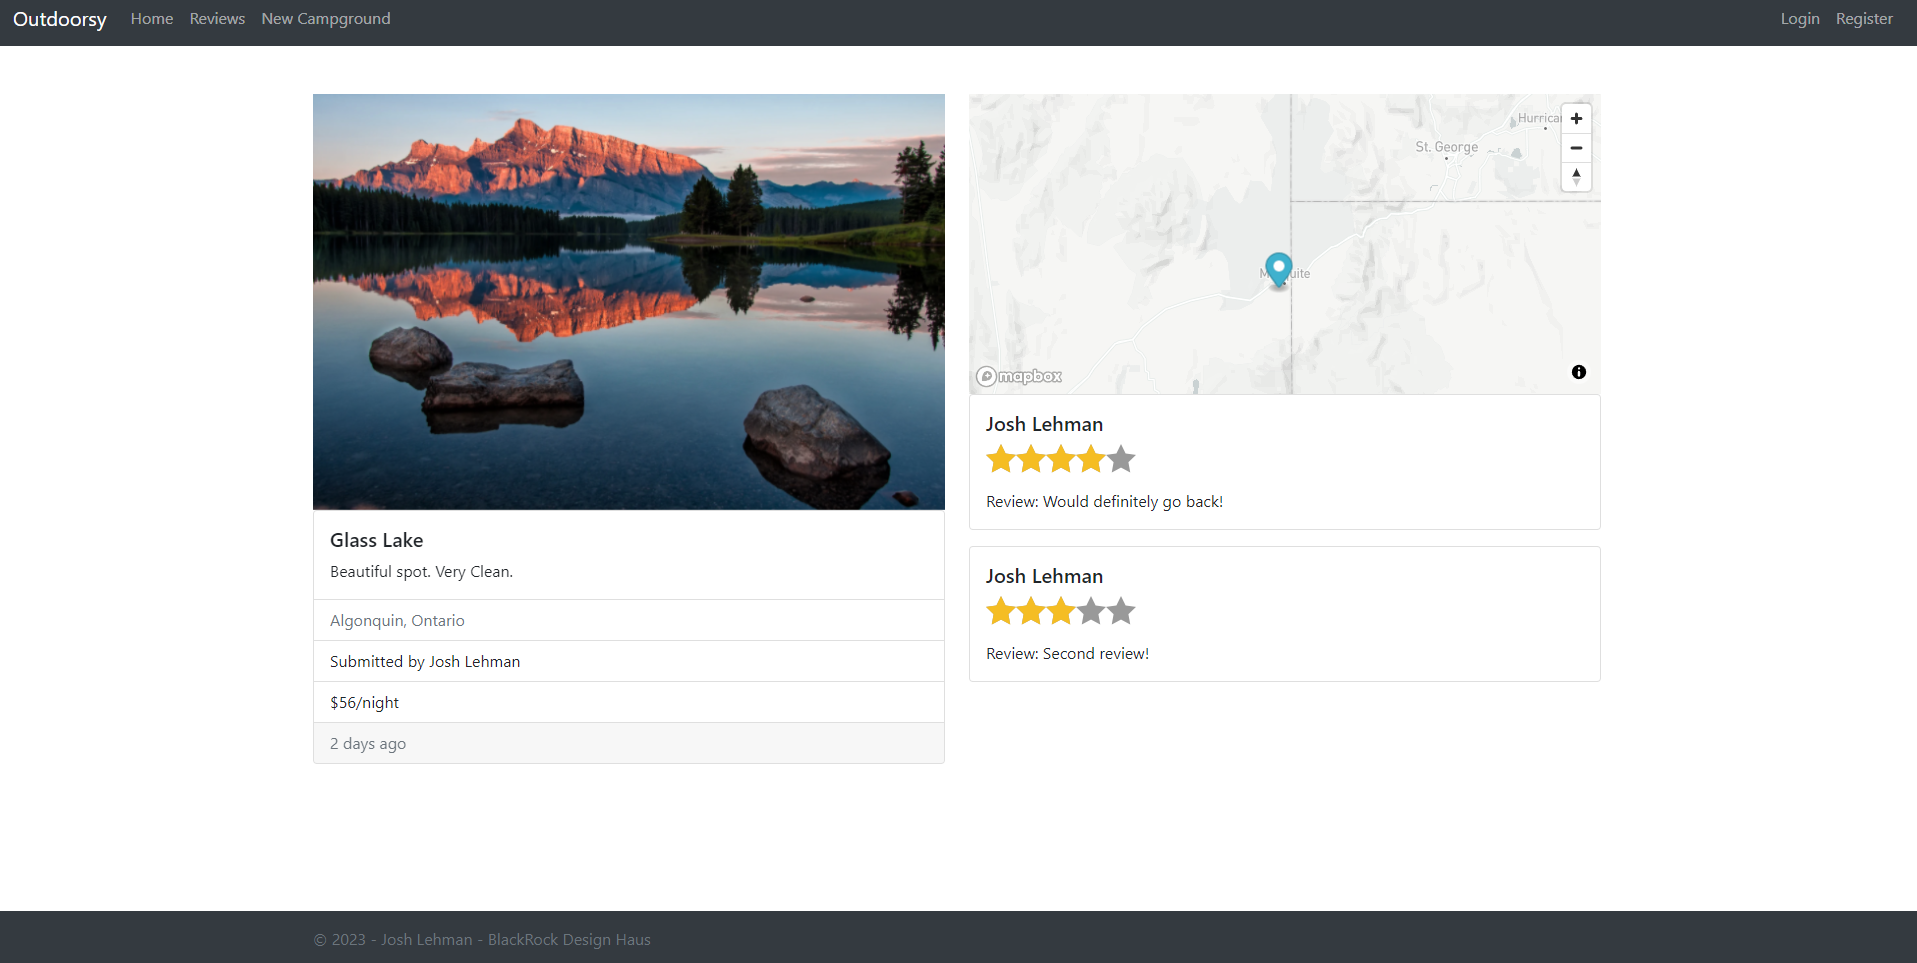 Outdoorsy Home Reviews New Campground Login Register
Glass Lake
Beautiful spot. Very Clean.
Algonquin, Ontario
Submitted by Josh Lehman
$56/night
2 days ago
St. George
mapbox
Josh Lehman
Review: Would definitely go back!
Josh Lehman
Review: Second review!
© 2023 - Josh Lehman - BlackRock Design Haus